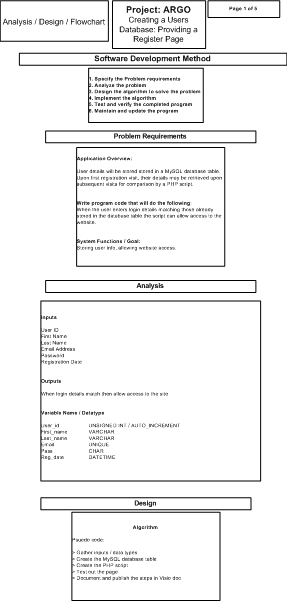 Analysis / Design / Flowchart
Project: ARGO
Creating a Users
Database: Providing a
Register Page
Page 1 of 5
Software Development Method
1. Specify the Problem requirements
2. Analyze the problem
3. Design the algorithm to solve the problem
4. Implement the algorithm
5. Test and verify the completed program
6. Maintain and update the program
Problem Requirements
Application Overview:
User details will be stored stored in a MySQL database table.
Upon first registration visit, their details may be retrieved upon
subsequent visits for comparison by a PHP script.
Write program code that will do the following:
When the user enters login details matching those already
stored in the database table the script can allow access to the
website.
System Functions / Goal:
Storing user info, allowing website access.
Analysis
Inputs
User ID
First Name
Last Name
Email Address
Password
Registration Date
Outputs
When login details match then allow access to the site
Variable Name / Datatype
User_id UNSIGNED INT / AUTO_INCREMENT
First_name VARCHAR
Last_name VARCHAR
Email UNIQUE
Pass CHAR
Reg_date DATETIME
Design
Algorithm
Psuedo code:
> Gather inputs / data types
> Create the MySQL database table
> Create the PHP script
> Test out the page
> Document and publish the steps in Visio doc